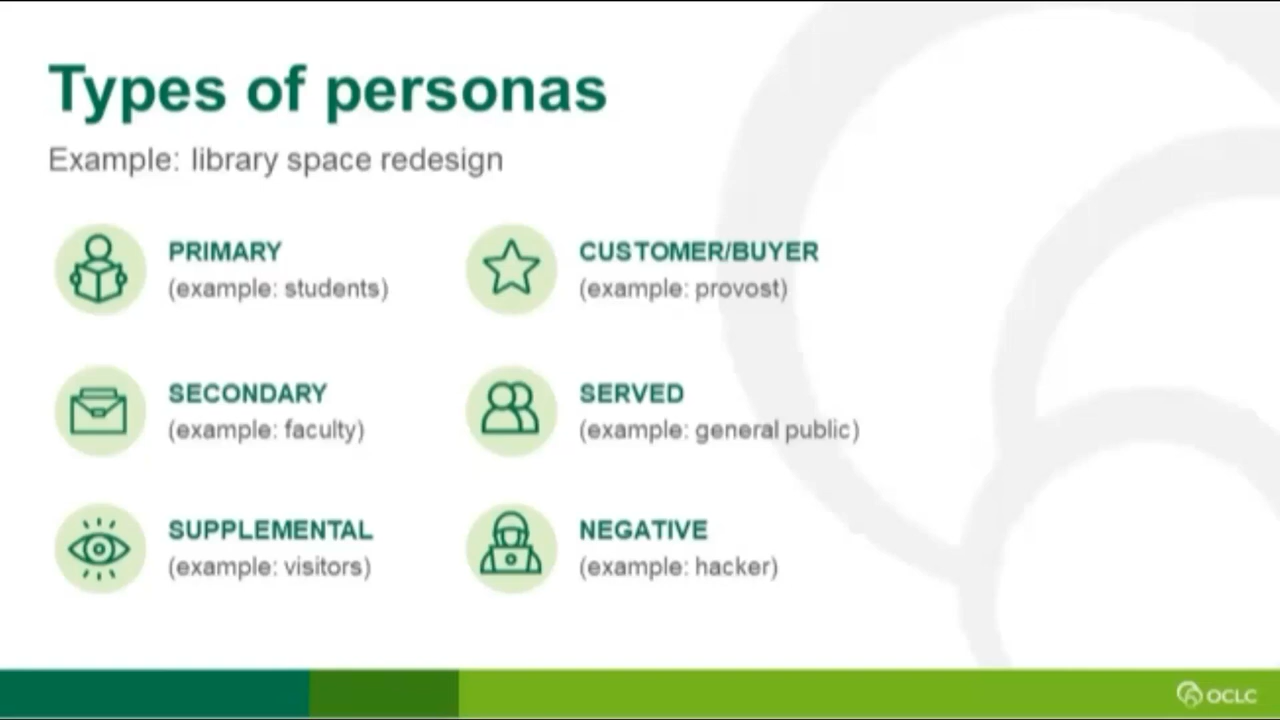 Types of personas
Example: library space redesign
PRIMARY
(example: students)
CUSTOMER/BUYER
(example: provost)
SECONDARY
(example: faculty)
SERVED
(example: general public)
SUPPLEMENTAL
(example: visitors)
NEGATIVE
(example: hacker)
OCLC